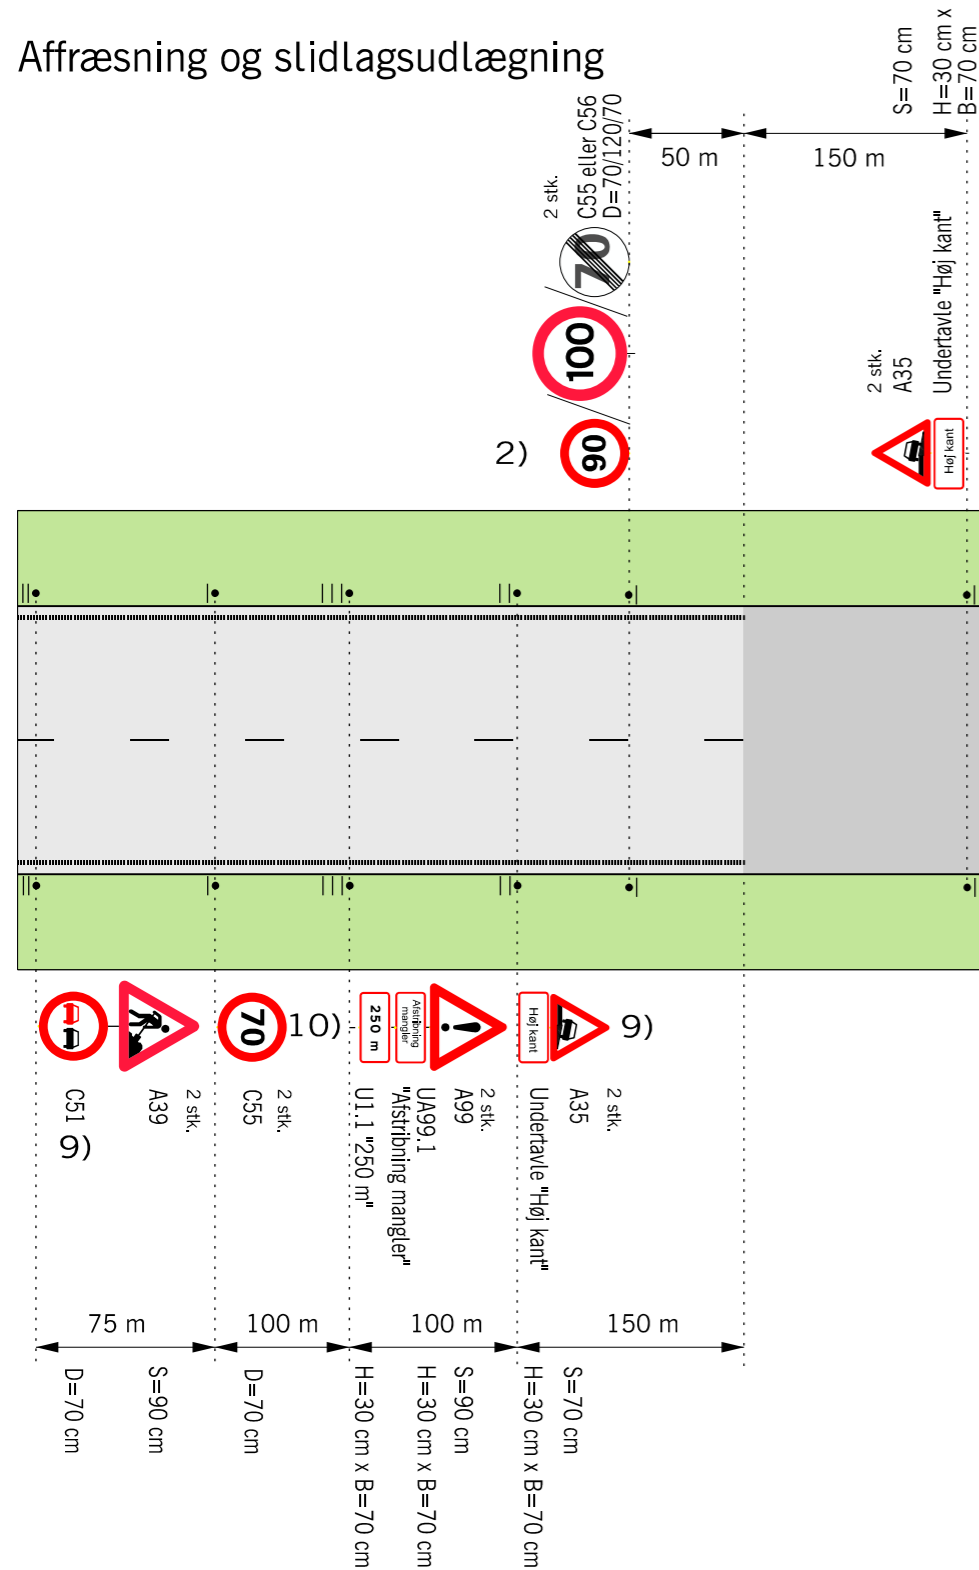 Affræsning og slidlagsudlægning
S=70 cm
H=30 cm x
B=70 cm
50 m
150 m
2 stk.
C55 eller C56
D=70/120/70
70
100
90
2)
2 stk.
A35
Undertavle "Høj kant"
Høj kant
70
10)
250 m
Afstribning
mangler
Høj kant
9)
C51
9)
A39
2 stk.
C55
2 stk.
U1.1 "250 m"
"Afstribning mangler"
UA99.1
A99
2 stk.
Undertavle "Høj kant"
A35
2 stk.
75 m
100 m
100 m
150 m
D=70 cm
S=90 cm
D=70 cm
H=30 cm x B=70 cm
H=30 cm x B=70 cm
S=90 cm
H=30 cm x B=70 cm
S=70 cm